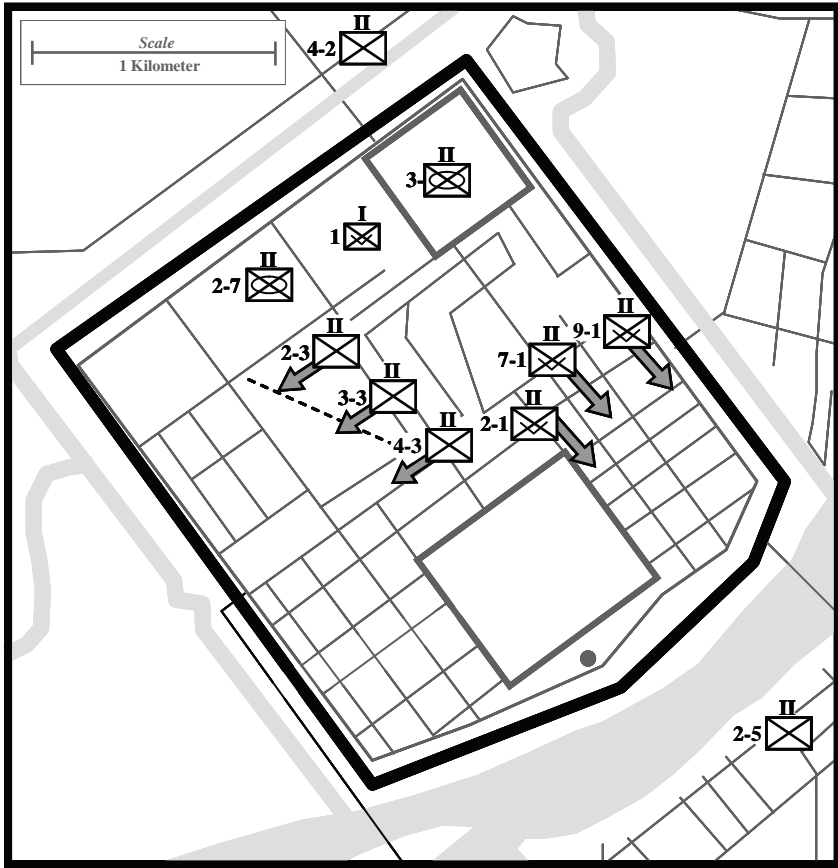 Scale
1 Kilometer
II
4-2
II
3-
I
1
II
2-7
II
2-3
II
3-3
II
4-3
II
7-1
II
9-1
II
2-1
II
2-5